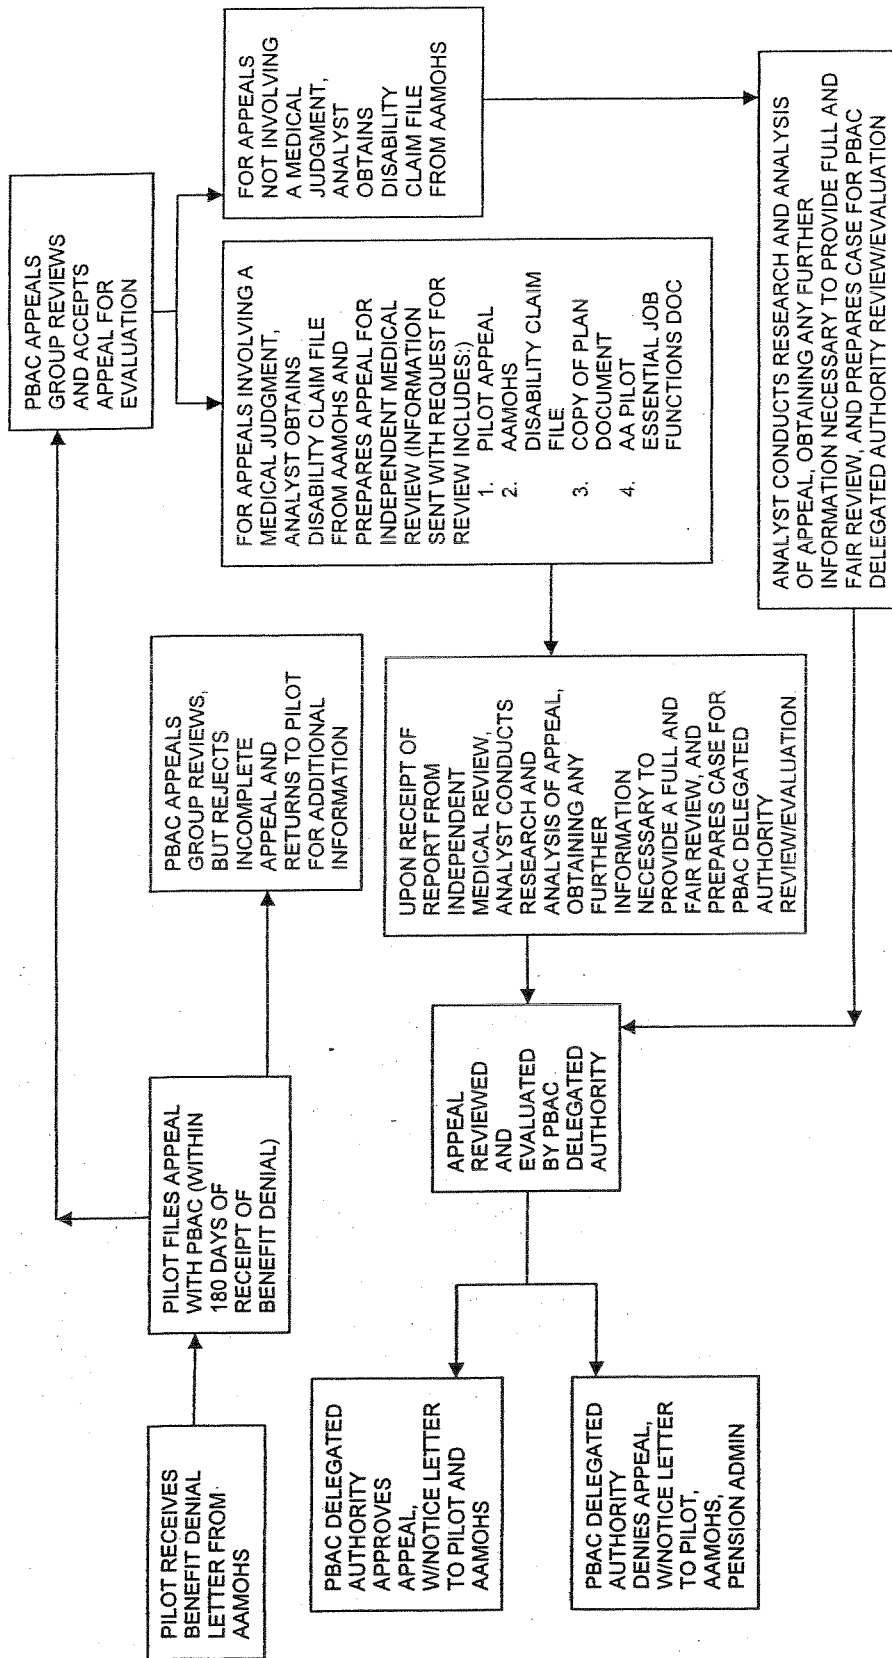 PILOT RECEIVES
BENEFIT DENIAL
LETTER FROM
AAMOHS
PILOT FILES APPEAL
WITH PBAC (WITHIN
180 DAYS OF
RECEIPT OF
BENEFIT DENIAL)
PBAC APPEALS
GROUP REVIEWS,
BUT REJECTS
INCOMPLETE
APPEAL AND
RETURNS TO PILOT
FOR ADDITIONAL
INFORMATION
PBAC APPEALS
GROUP REVIEWS
AND ACCEPTS
APPEAL FOR
EVALUATION
FOR APPEALS INVOLVING A
MEDICAL JUDGMENT,
ANALYST OBTAINS
DISABILITY CLAIM FILE
FROM AAMOHS AND
PREPARES APPEAL FOR
INDEPENDENT MEDICAL
REVIEW (INFORMATION
SENT WITH REQUEST FOR
REVIEW INCLUDES:)
1. PILOT APPEAL
2. AAMOHS
DISABILITY CLAIM
FILE
3. COPY OF PLAN
DOCUMENT
4. AA PILOT
ESSENTIAL JOB
FUNCTIONS DOC
FOR APPEALS
NOT INVOLVING
A MEDICAL
JUDGMENT,
ANALYST
OBTAINS
DISABILITY
CLAIM FILE
FROM AAMOHS
UPON RECEIPT OF
REPORT FROM
INDEPENDENT
MEDICAL REVIEW,
ANALYST CONDUCTS
RESEARCH AND
ANALYSIS OF APPEAL,
OBTAINING ANY
FURTHER
INFORMATION
NECESSARY TO
PROVIDE A FULL AND
FAIR REVIEW, AND
PREPARES CASE FOR
PBAC DELEGATED
AUTHORITY
REVIEW/EVALUATION.
ANALYST CONDUCTS RESEARCH AND ANALYSIS
OF APPEAL, OBTAINING ANY FURTHER
INFORMATION NECESSARY TO PROVIDE FULL AND
FAIR REVIEW, AND PREPARES CASE FOR PBAC
DELEGATED AUTHORITY REVIEW/EVALUATION
APPEAL
REVIEWED
AND
EVALUATED
BY PBAC
DELEGATED
AUTHORITY
PBAC DELEGATED
AUTHORITY
APPROVES
APPEAL,
W/NOTICE LETTER
TO PILOT AND
AAMOHS
PBAC DELEGATED
AUTHORITY
DENIES APPEAL,
W/NOTICE LETTER
TO PILOT,
AAMOHS,
PENSION ADMIN